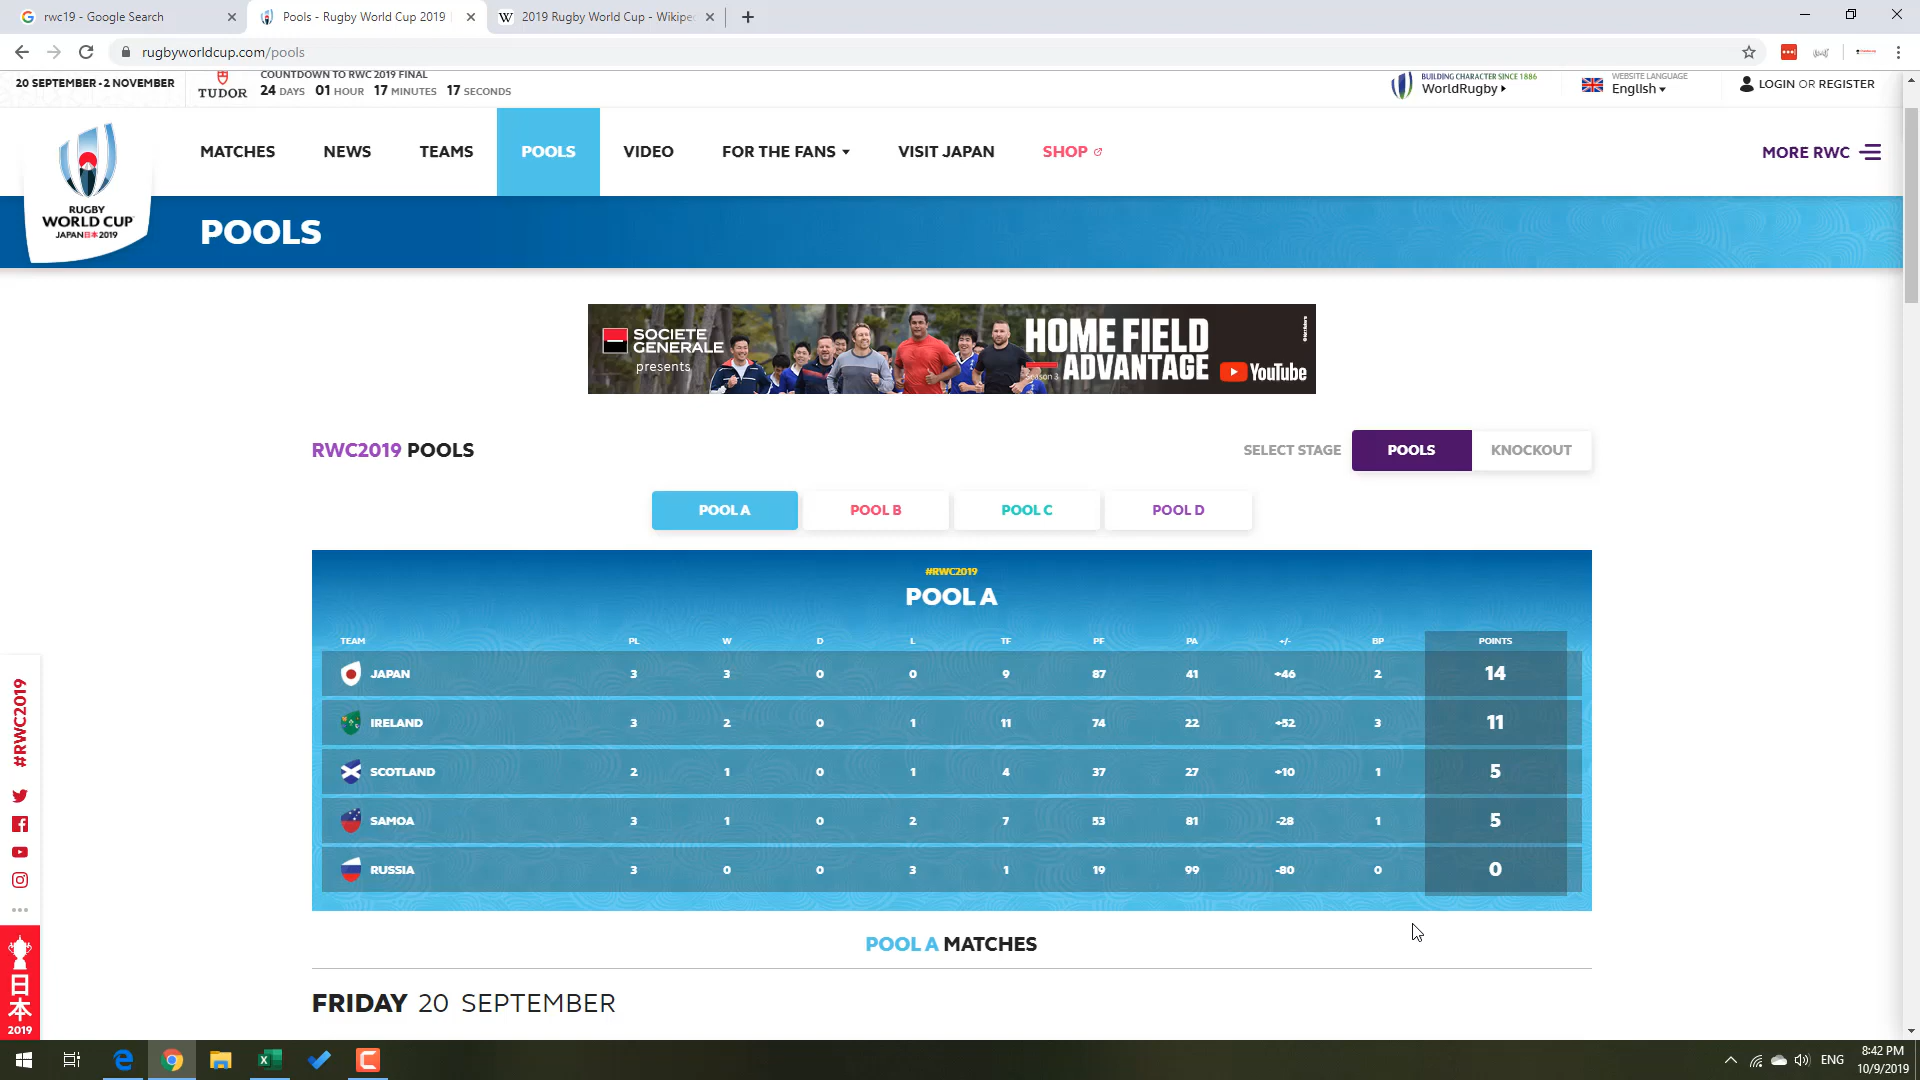 rwc19 - Google Search
Pools - Rugby World Cup 2019
2019 Rugby World Cup - Wikipe
rugbyworldcup.com/pools
20 SEPTEMBER - 2 NOVEMBER
TUDOR
COUNTDOWN TO RWC 2019 FINAL
24 DAYS 01 HOUR 17 MINUTES 17 SECONDS
BUILDING CHARACTER SINCE 1886
WorldRugby
WEBSITE LANGUAGE
English
LOGIN OR REGISTER
RUGBY
WORLD CUP
JAPAN 日本 2019
MATCHES NEWS TEAMS POOLS VIDEO FOR THE FANS VISIT JAPAN SHOP MORE RWC
POOLS
SOCIETE
GENERALE
presents
HOME FIELD
Season 3 ADVANTAGE
YouTube
RWC2019 POOLS
SELECT STAGE POOLS KNOCKOUT
POOL A POOL B POOL C POOL D
#RWC2019
POOL A
TEAM PL W D L TF PF PA +/- BP POINTS
JAPAN 3 3 0 0 9 87 41 +46 2 14
IRELAND 3 2 0 1 11 74 22 +52 3 11
SCOTLAND 2 1 0 1 4 37 27 +10 1 5
SAMOA 3 1 0 2 7 53 81 -28 1 5
RUSSIA 3 0 0 3 1 19 99 -80 0 0
POOL A MATCHES
FRIDAY 20 SEPTEMBER
#RWC2019
日本
2019
ENG
8:42 PM
10/9/2019